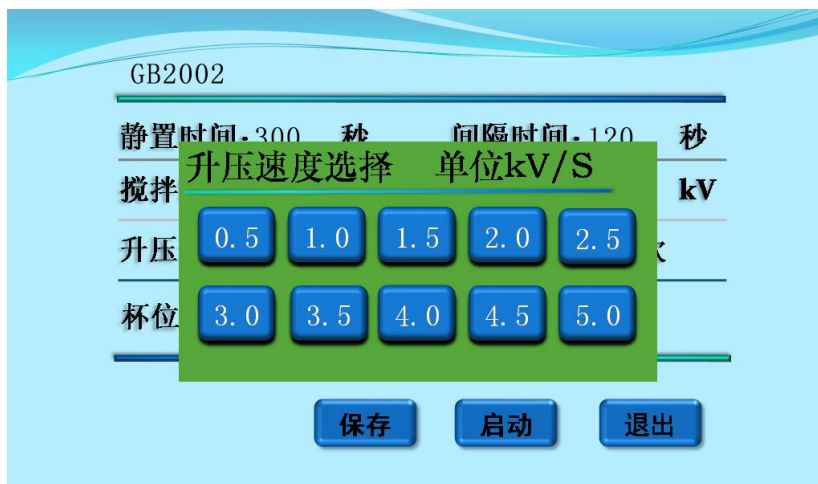 GB2002
静置时间:300 秒 间隔时间:120 秒
升压速度选择 单位kV/S
搅拌 kV
0.5 1.0 1.5 2.0 2.5
升压 次
杯位 3.0 3.5 4.0 4.5 5.0
保存 启动 退出